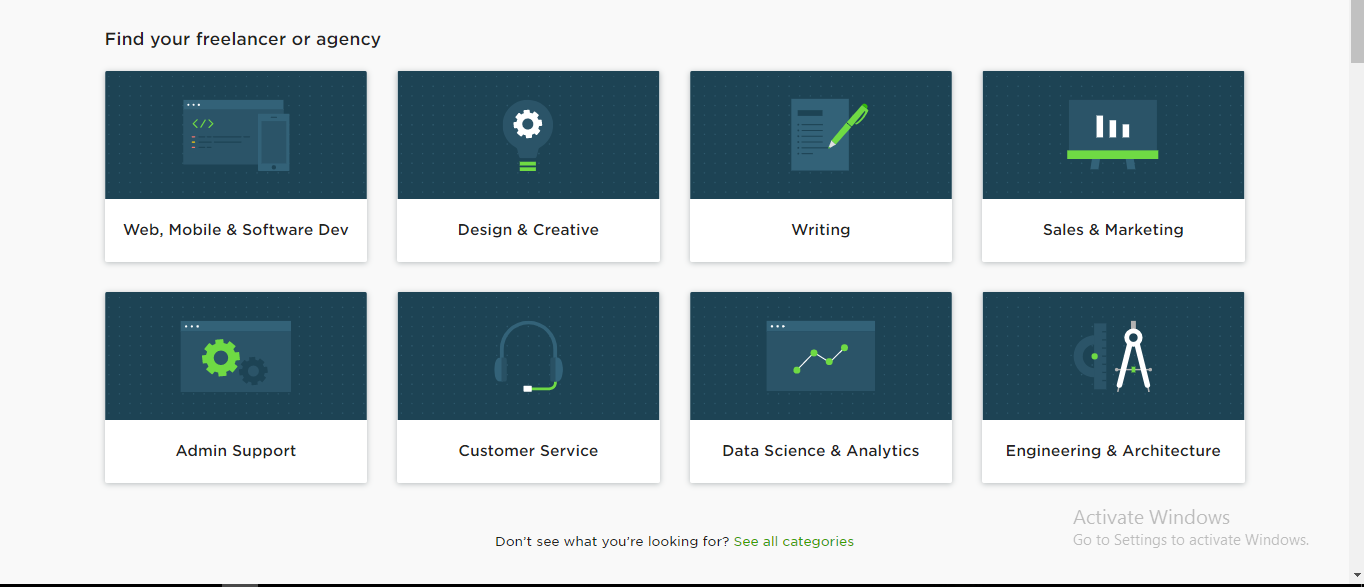 Find your freelancer or agency
</>
Web, Mobile & Software Dev
Design & Creative
Writing
Sales & Marketing
Admin Support
Customer Service
Data Science & Analytics
Engineering & Architecture
Don't see what you're looking for? See all categories
Activate Windows
Go to Settings to activate Windows.